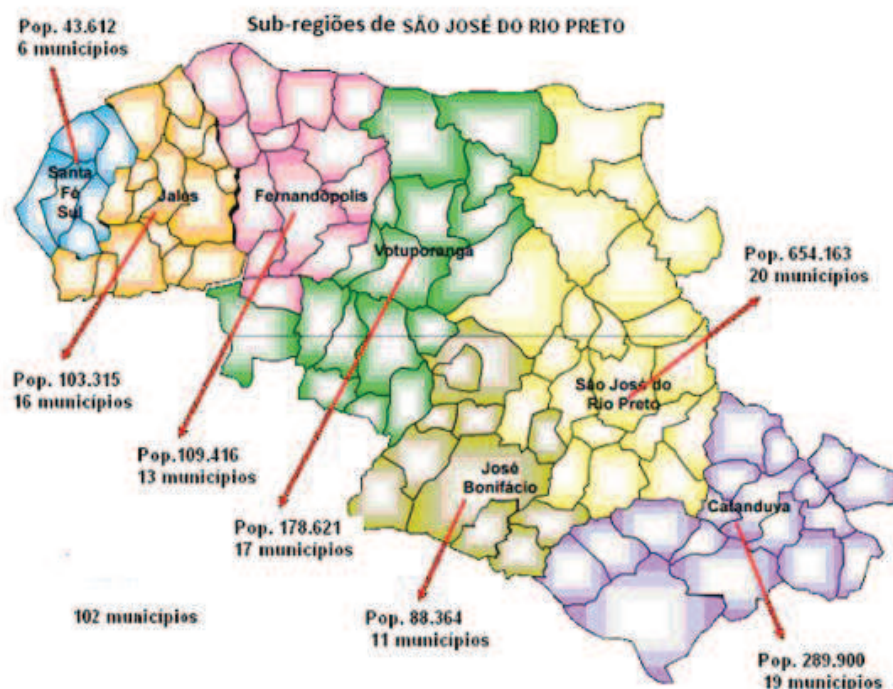 Sub-regiões de SÃO JOSÉ DO RIO PRETO
Pop. 43.612
6 municípios
Santa
Fé
Sul
Jales
Fernandópolis
Votuporanga
Pop. 654.163
20 municípios
São José do
Rio Preto
Pop. 103.315
16 municípios
Pop.109.416
13 municípios
José
Bonifácio
Catanduva
Pop. 178.621
17 municípios
102 municípios
Pop. 88.364
11 municípios
Pop. 289.900
19 municípios